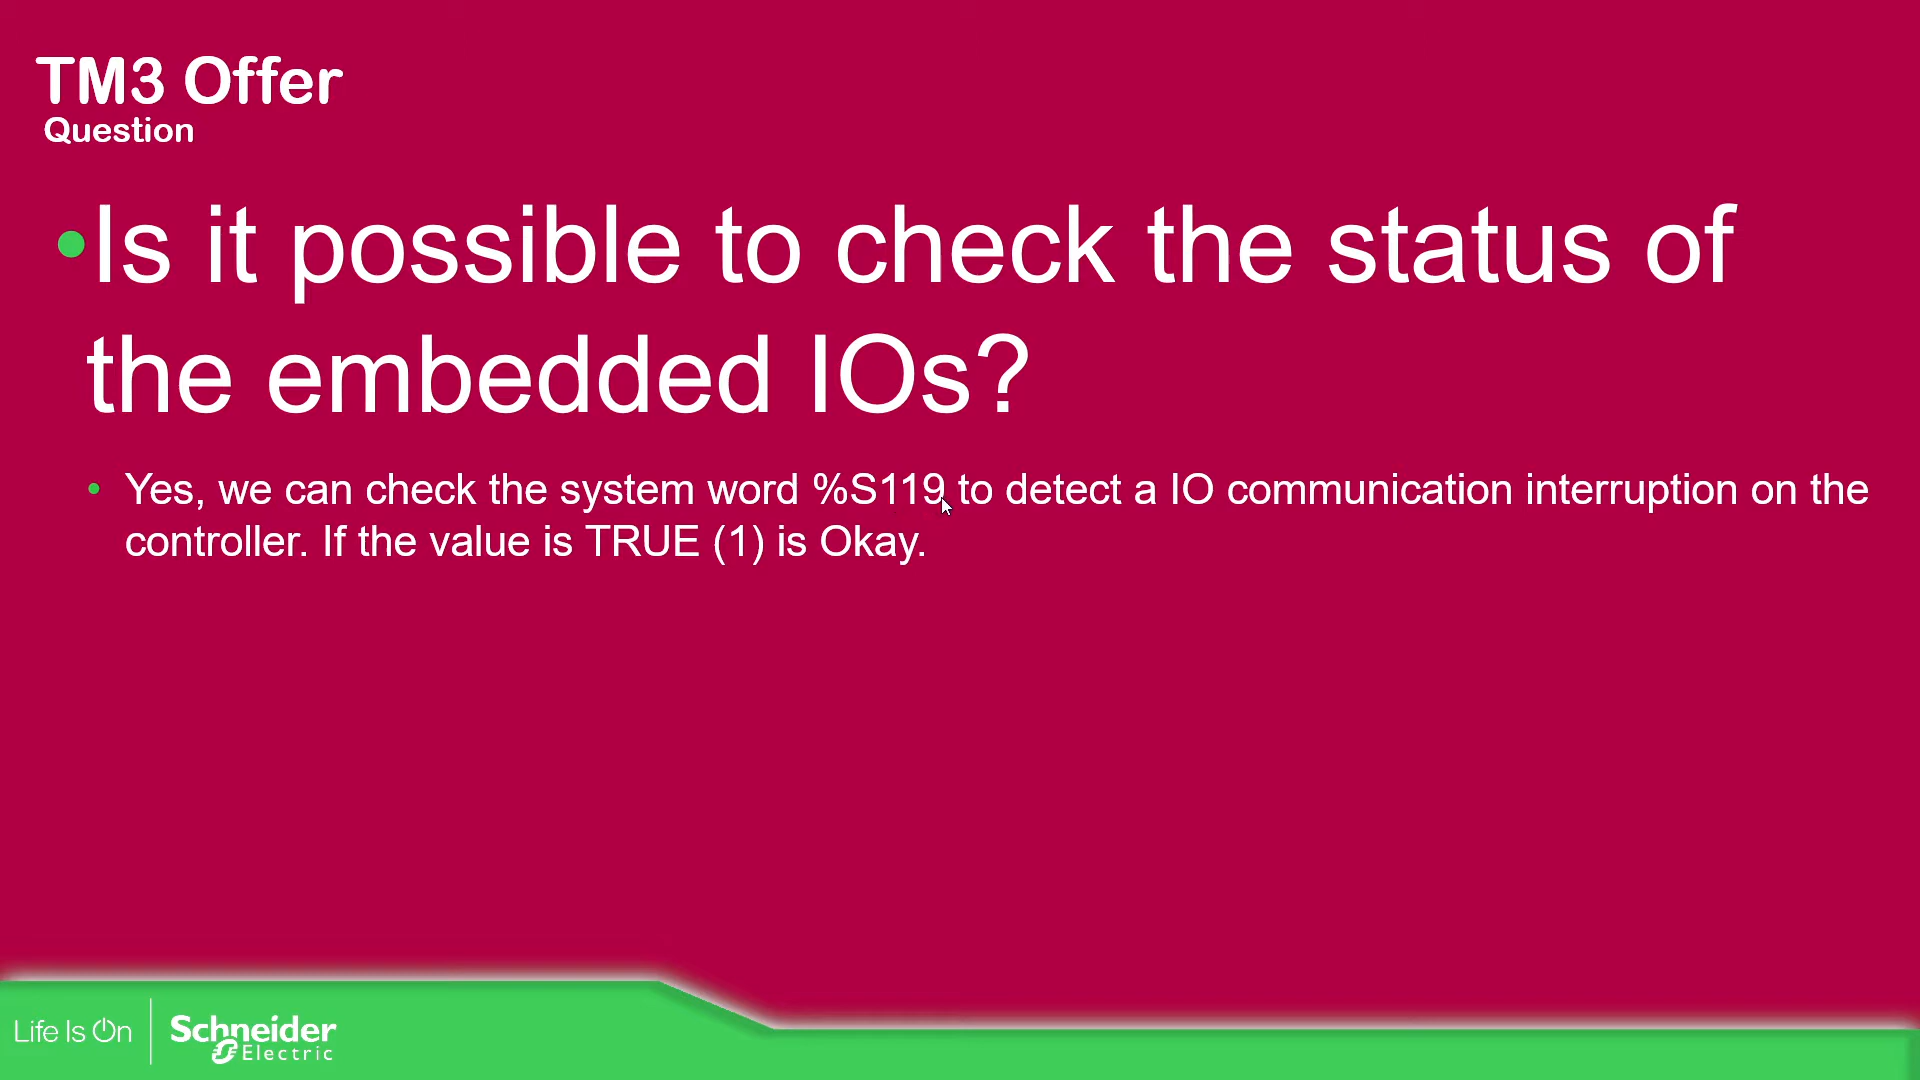 TM3 Offer
Question
•Is it possible to check the status of
the embedded IOs?
• Yes, we can check the system word %S119 to detect a IO communication interruption on the
controller. If the value is TRUE (1) is Okay.
Life Is On
Schneider
Electric